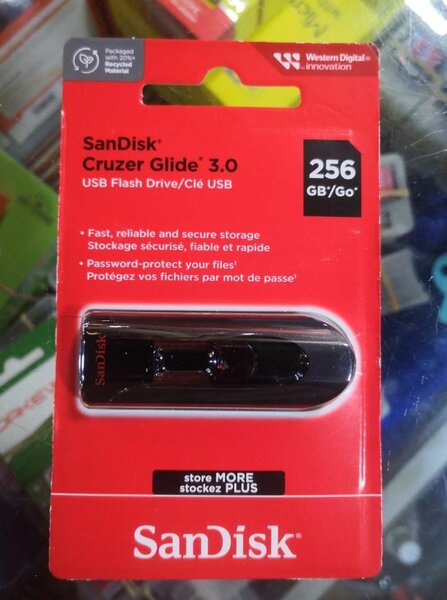 Packaged
with 20%+
Recycled
Material
Western Digital®
innovation
SanDisk®
Cruzer Glide® 3.0
USB Flash Drive/Clé USB
256
GB*/Go*
• Fast, reliable and secure storage
Stockage sécurisé, fiable et rapide
• Password-protect your files¹
Protégez vos fichiers par mot de passe¹
SanDisk
store MORE
stockez PLUS
SanDisk®